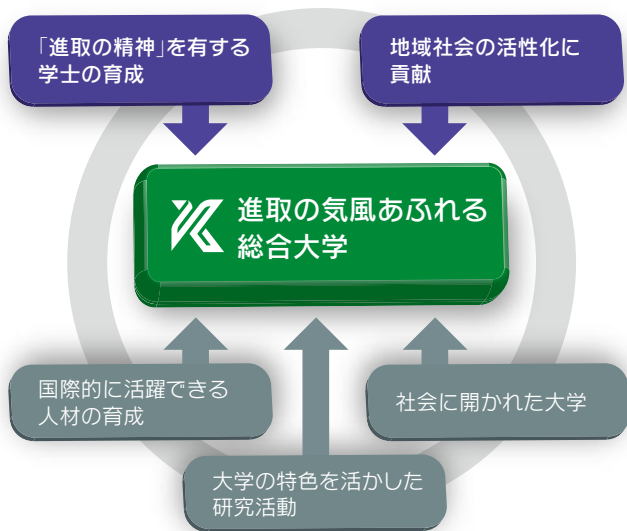 「進取の精神」を有する
学士の育成
地域社会の活性化に
貢献
進取の気風あふれる
総合大学
国際的に活躍できる
人材の育成
社会に開かれた大学
大学の特色を活かした
研究活動